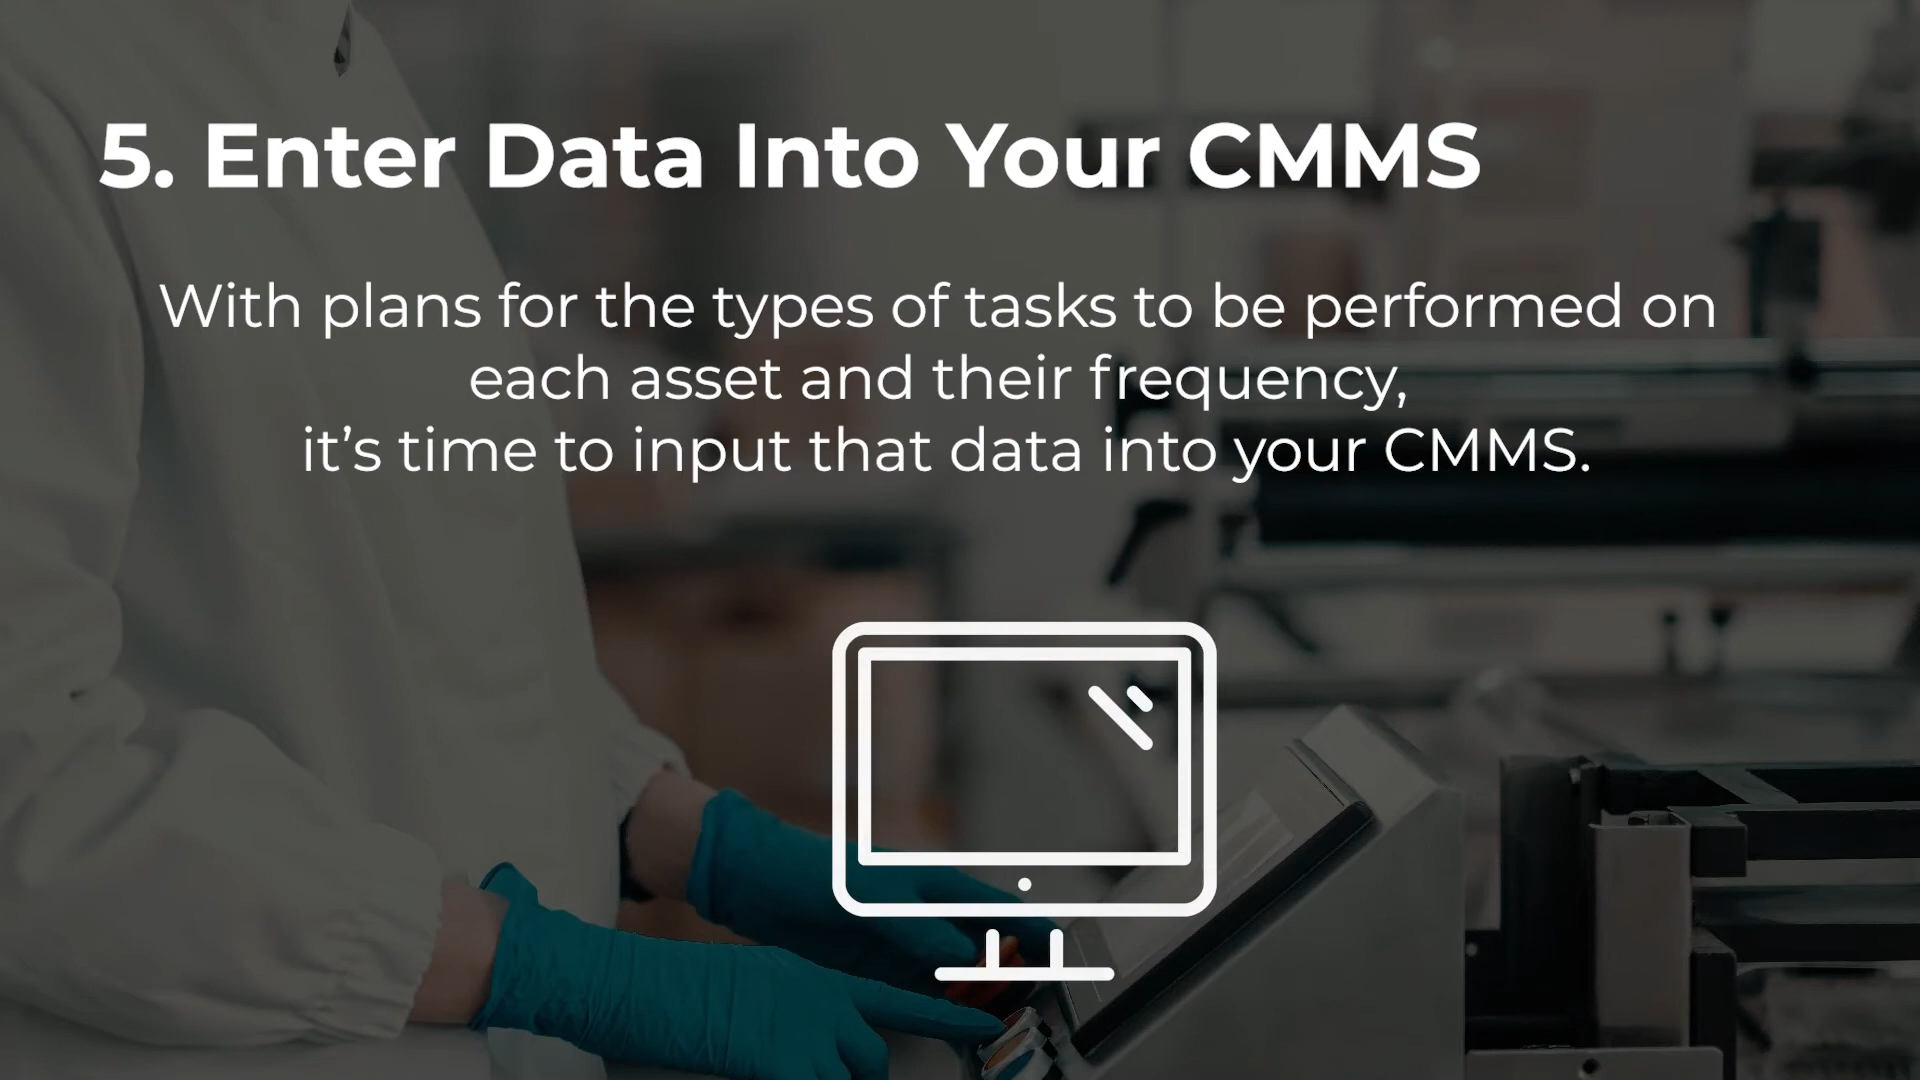 5. Enter Data Into Your CMMS
With plans for the types of tasks to be performed on
each asset and their frequency,
it’s time to input that data into your CMMS.